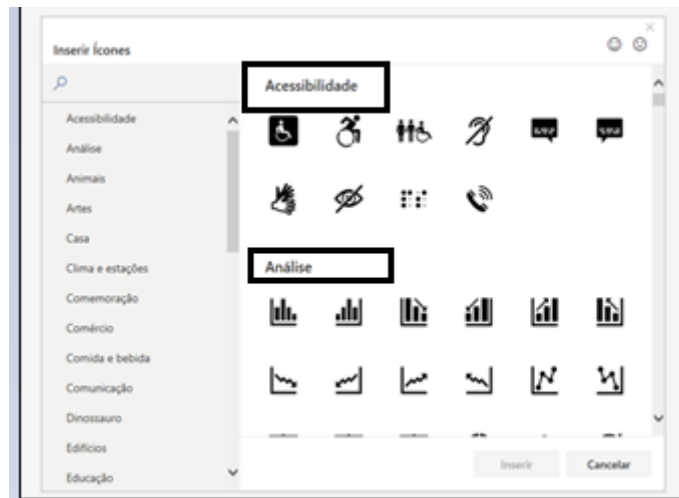 Inserir Ícones
Acessibilidade
Análise
Animais
Artes
Casa
Clima e estações
Comemoração
Comércio
Comida e bebida
Comunicação
Dinossauro
Edifícios
Educação
Acessibilidade
Análise
Inserir
Cancelar